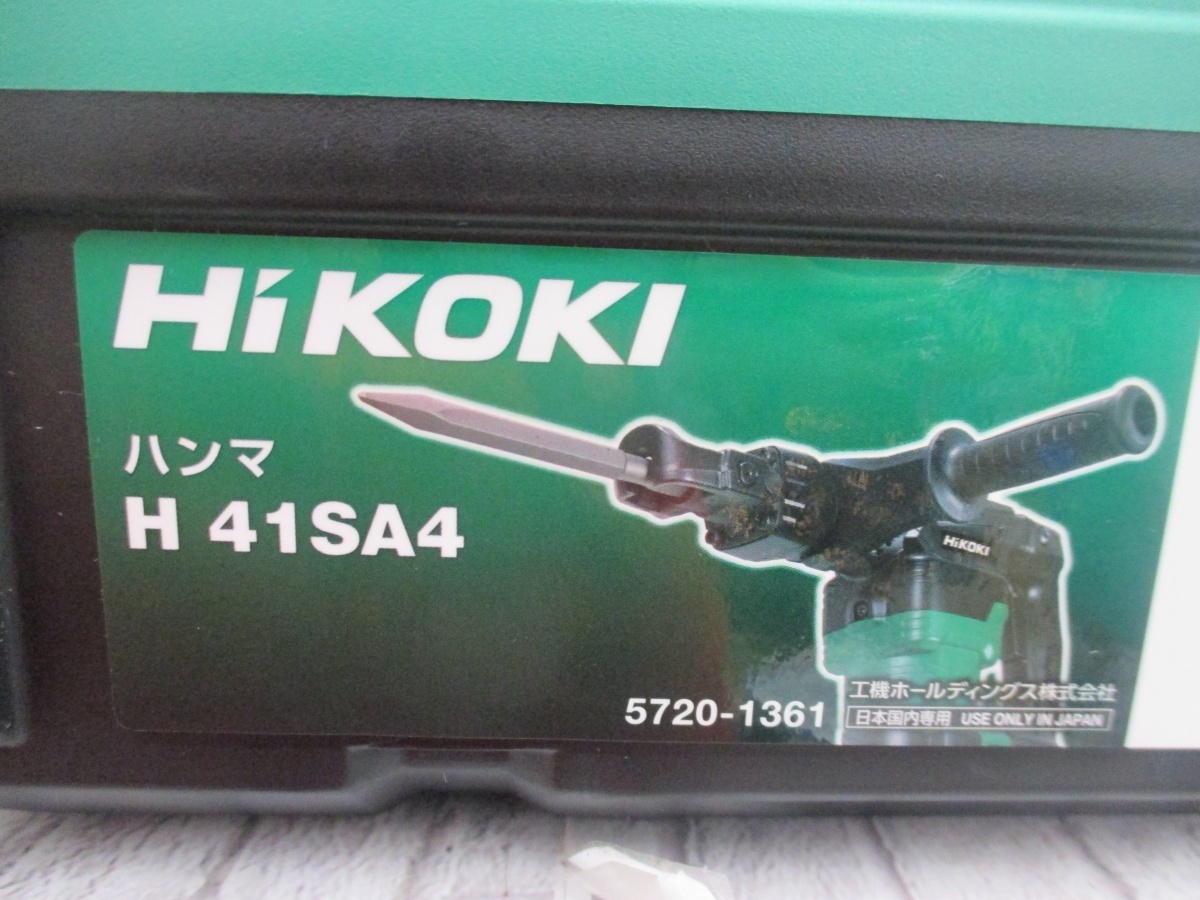 HiKOKI
ハンマ
H 41SA4
HiKOKI
5720-1361
工機ホールディングス株式会社
日本国内専用 USE ONLY IN JAPAN